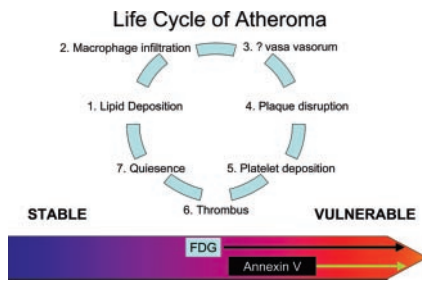 Life Cycle of Atheroma
2. Macrophage infiltration
3. ? vasa vasorum
1. Lipid Deposition
4. Plaque disruption
7. Quiesence
5. Platelet deposition
6. Thrombus
STABLE
VULNERABLE
FDG
Annexin V